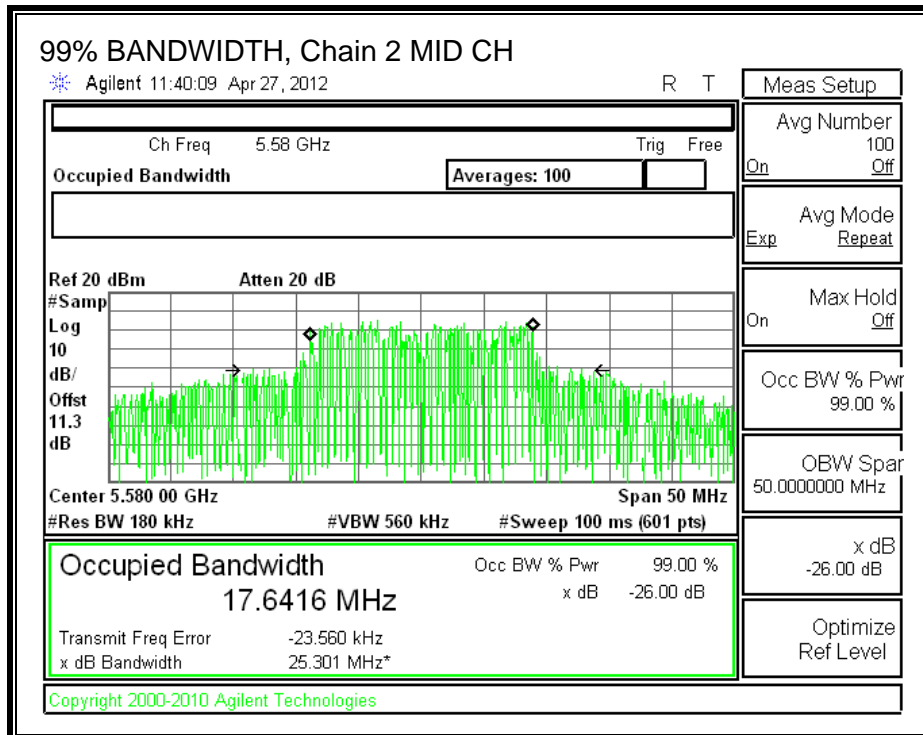 99% BANDWIDTH, Chain 2 MID CH
Agilent 11:40:09 Apr 27, 2012 R T
Ch Freq 5.58 GHz Trig Free
Occupied Bandwidth Averages: 100
Ref 20 dBm Atten 20 dB
#Samp
Log
10
dB/
Offst
11.3
dB
Center 5.580 00 GHz Span 50 MHz
#Res BW 180 kHz #VBW 560 kHz #Sweep 100 ms (601 pts)
Occupied Bandwidth Occ BW % Pwr 99.00 %
17.6416 MHz x dB -26.00 dB
Transmit Freq Error -23.560 kHz
x dB Bandwidth 25.301 MHz*
Copyright 2000-2010 Agilent Technologies
Meas Setup
Avg Number
100
On Off
Avg Mode
Exp Repeat
Max Hold
On Off
Occ BW % Pwr
99.00 %
OBW Span
50.0000000 MHz
x dB
-26.00 dB
Optimize
Ref Level